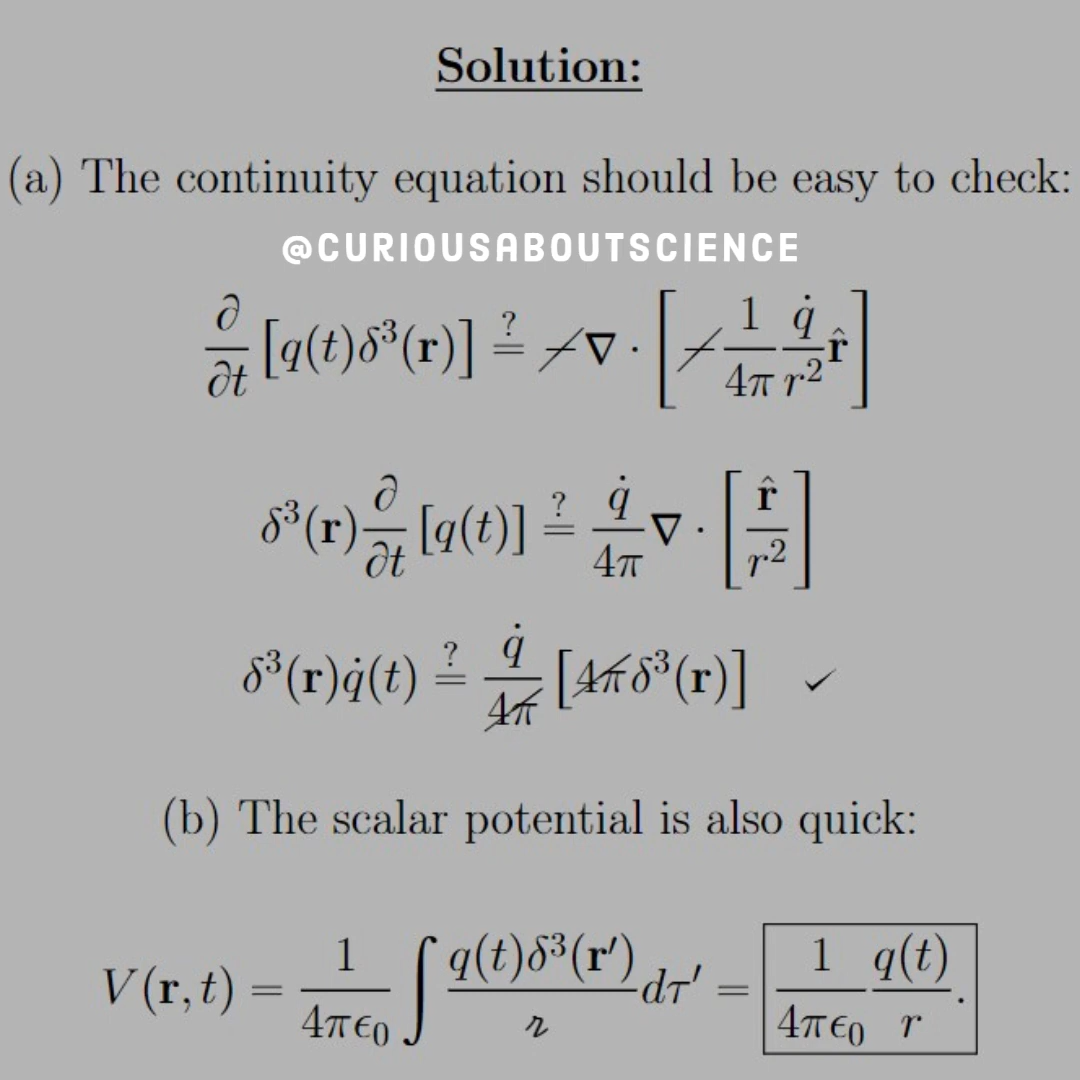 Solution:
(a) The continuity equation should be easy to check:
@CURIOUSABOUTSCIENCE
∂/∂t [q(t)δ³(𝐫)] ≟ −∇ · [−(1/4π)(q̇/r²)𝐫̂]
δ³(𝐫) ∂/∂t [q(t)] ≟ (q̇/4π) ∇ · [𝐫̂/r²]
δ³(𝐫)q̇(t) ≟ (q̇/4π) [4πδ³(𝐫)] ✓
(b) The scalar potential is also quick:
V(𝐫, t) = (1/4πϵ₀) ∫ (q(t)δ³(𝐫′)/𝓇) dτ′ = (1/4πϵ₀)(q(t)/r).